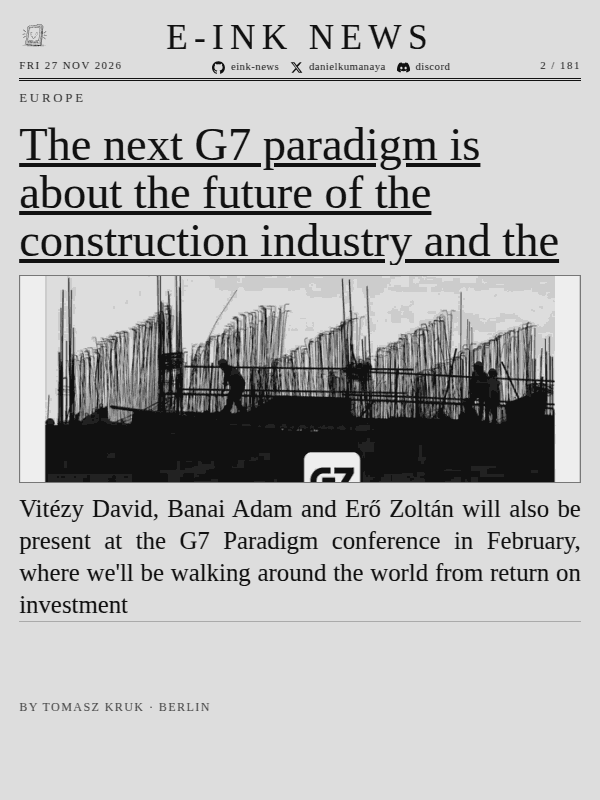 E-INK NEWS
FRI 27 NOV 2026
eink-news danielkumanaya discord
2 / 181
EUROPE
The next G7 paradigm is
about the future of the
construction industry and the
G7
Vitézy David, Banai Adam and Erő Zoltán will also be
present at the G7 Paradigm conference in February,
where we'll be walking around the world from return on
investment
BY TOMASZ KRUK · BERLIN